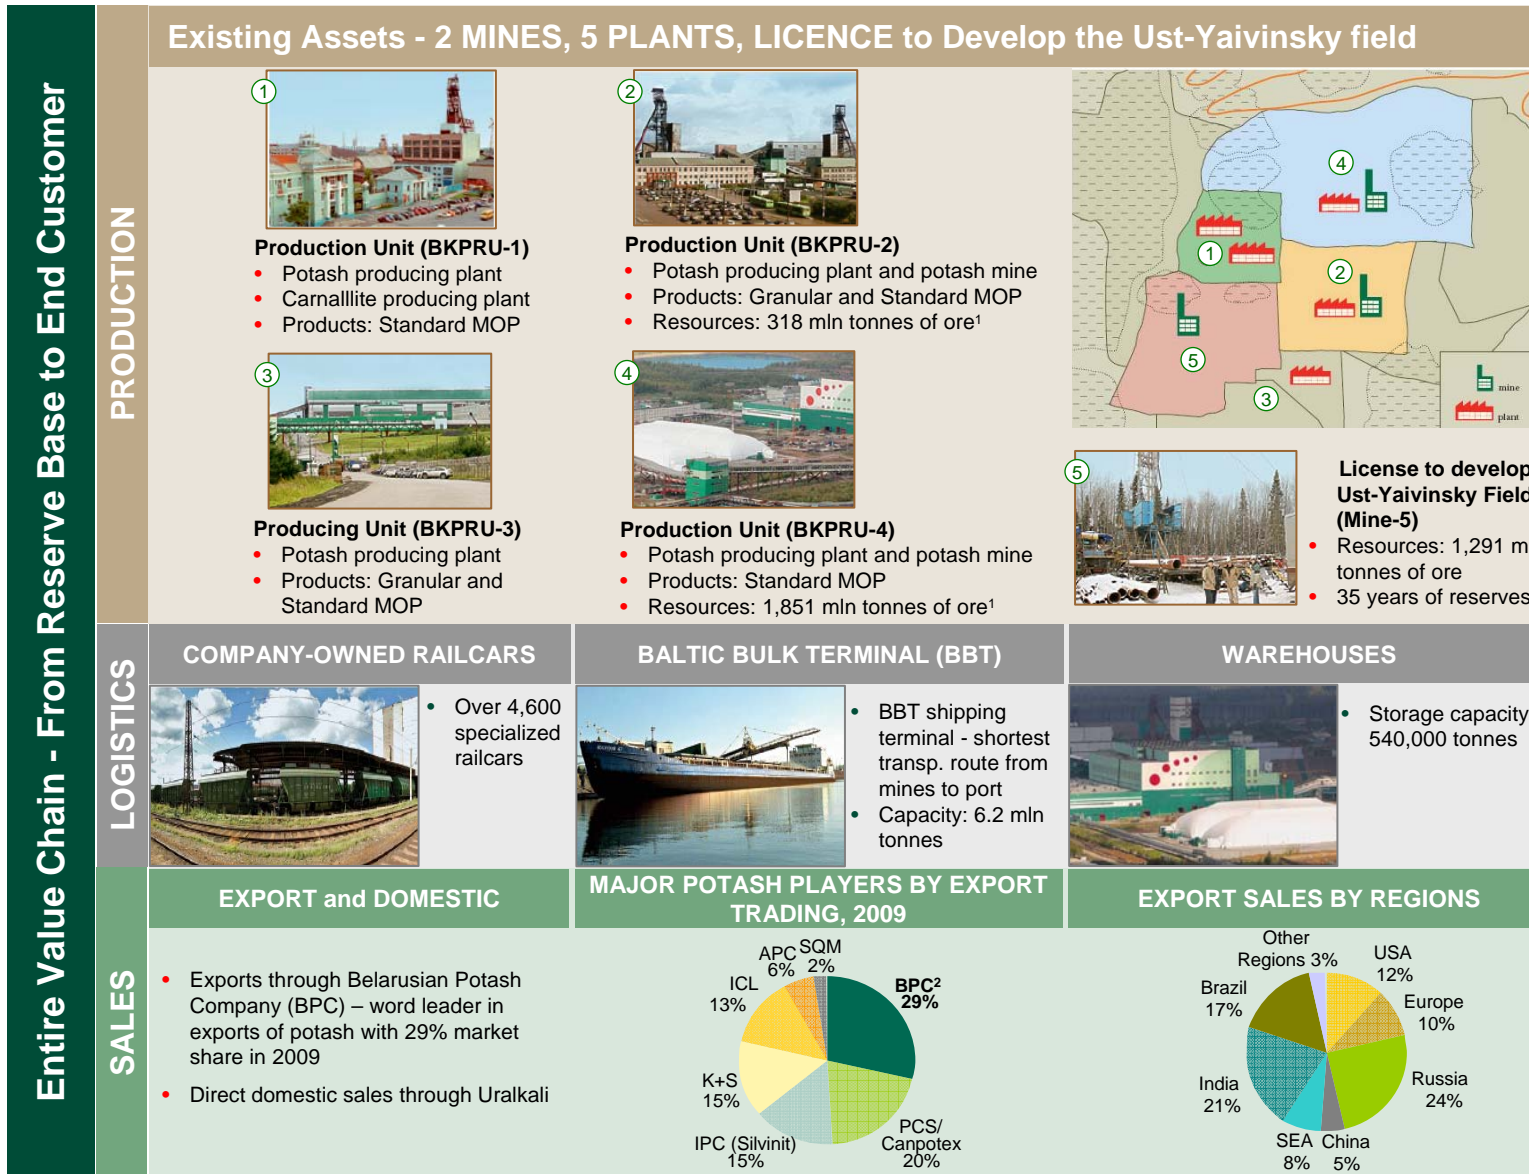 Entire Value Chain - From Reserve Base to End Customer
PRODUCTION
Existing Assets - 2 MINES, 5 PLANTS, LICENCE to Develop the Ust-Yaivinsky field
1
Production Unit (BKPRU-1)
• Potash producing plant
• Carnalllite producing plant
• Products: Standard MOP
2
Production Unit (BKPRU-2)
• Potash producing plant and potash mine
• Products: Granular and Standard MOP
• Resources: 318 mln tonnes of ore¹
3
Producing Unit (BKPRU-3)
• Potash producing plant
• Products: Granular and
Standard MOP
4
Production Unit (BKPRU-4)
• Potash producing plant and potash mine
• Products: Standard MOP
• Resources: 1,851 mln tonnes of ore¹
4
1
2
5
3
mine
plant
5
License to develop
Ust-Yaivinsky Field
(Mine-5)
• Resources: 1,291 m
tonnes of ore
• 35 years of reserves
LOGISTICS
COMPANY-OWNED RAILCARS
• Over 4,600
specialized
railcars
BALTIC BULK TERMINAL (BBT)
• BBT shipping
terminal - shortest
transp. route from
mines to port
• Capacity: 6.2 mln
tonnes
WAREHOUSES
• Storage capacity
540,000 tonnes
SALES
EXPORT and DOMESTIC
• Exports through Belarusian Potash
Company (BPC) – word leader in
exports of potash with 29% market
share in 2009
• Direct domestic sales through Uralkali
MAJOR POTASH PLAYERS BY EXPORT
TRADING, 2009
SQM
2%
APC
6%
ICL
13%
K+S
15%
IPC (Silvinit)
15%
PCS/
Canpotex
20%
BPC²
29%
EXPORT SALES BY REGIONS
Other
Regions 3%
USA
12%
Europe
10%
Russia
24%
China
5%
SEA
8%
India
21%
Brazil
17%